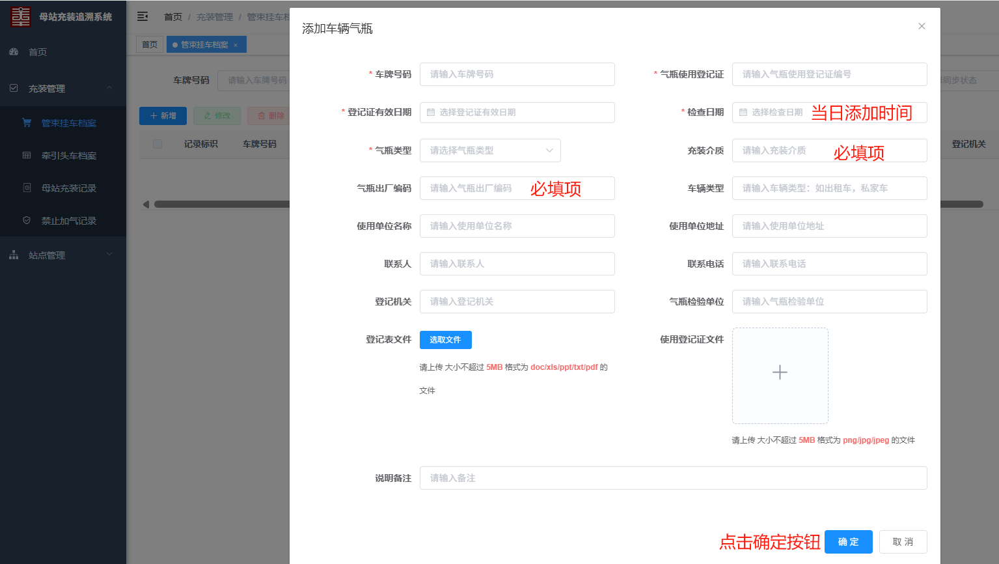 母站充装追溯系统
首页
充装管理
管束挂车档案
牵引头车档案
母站充装记录
禁止加气记录
站点管理
首页 / 充装管理 / 管束挂车档
首页
管束挂车档案 ×
车牌号码 请输入车牌号码
同步状态
+ 新增 修改 删除
记录标识 车牌号码 登记机关
添加车辆气瓶
* 车牌号码 请输入车牌号码
* 气瓶使用登记证 请输入气瓶使用登记证编号
* 登记证有效日期 选择登记证有效日期
* 检查日期 选择检查日期 当日添加时间
* 气瓶类型 请选择气瓶类型
充装介质 请输入充装介质 必填项
气瓶出厂编码 请输入气瓶出厂编码 必填项
车辆类型 请输入车辆类型：如出租车，私家车
使用单位名称 请输入使用单位名称
使用单位地址 请输入使用单位地址
联系人 请输入联系人
联系电话 请输入联系电话
登记机关 请输入登记机关
气瓶检验单位 请输入气瓶检验单位
登记表文件 选取文件
请上传 大小不超过 5MB 格式为 doc/xls/ppt/txt/pdf 的
文件
使用登记证文件
请上传 大小不超过 5MB 格式为 png/jpg/jpeg 的文件
说明备注 请输入备注
点击确定按钮 确 定 取 消